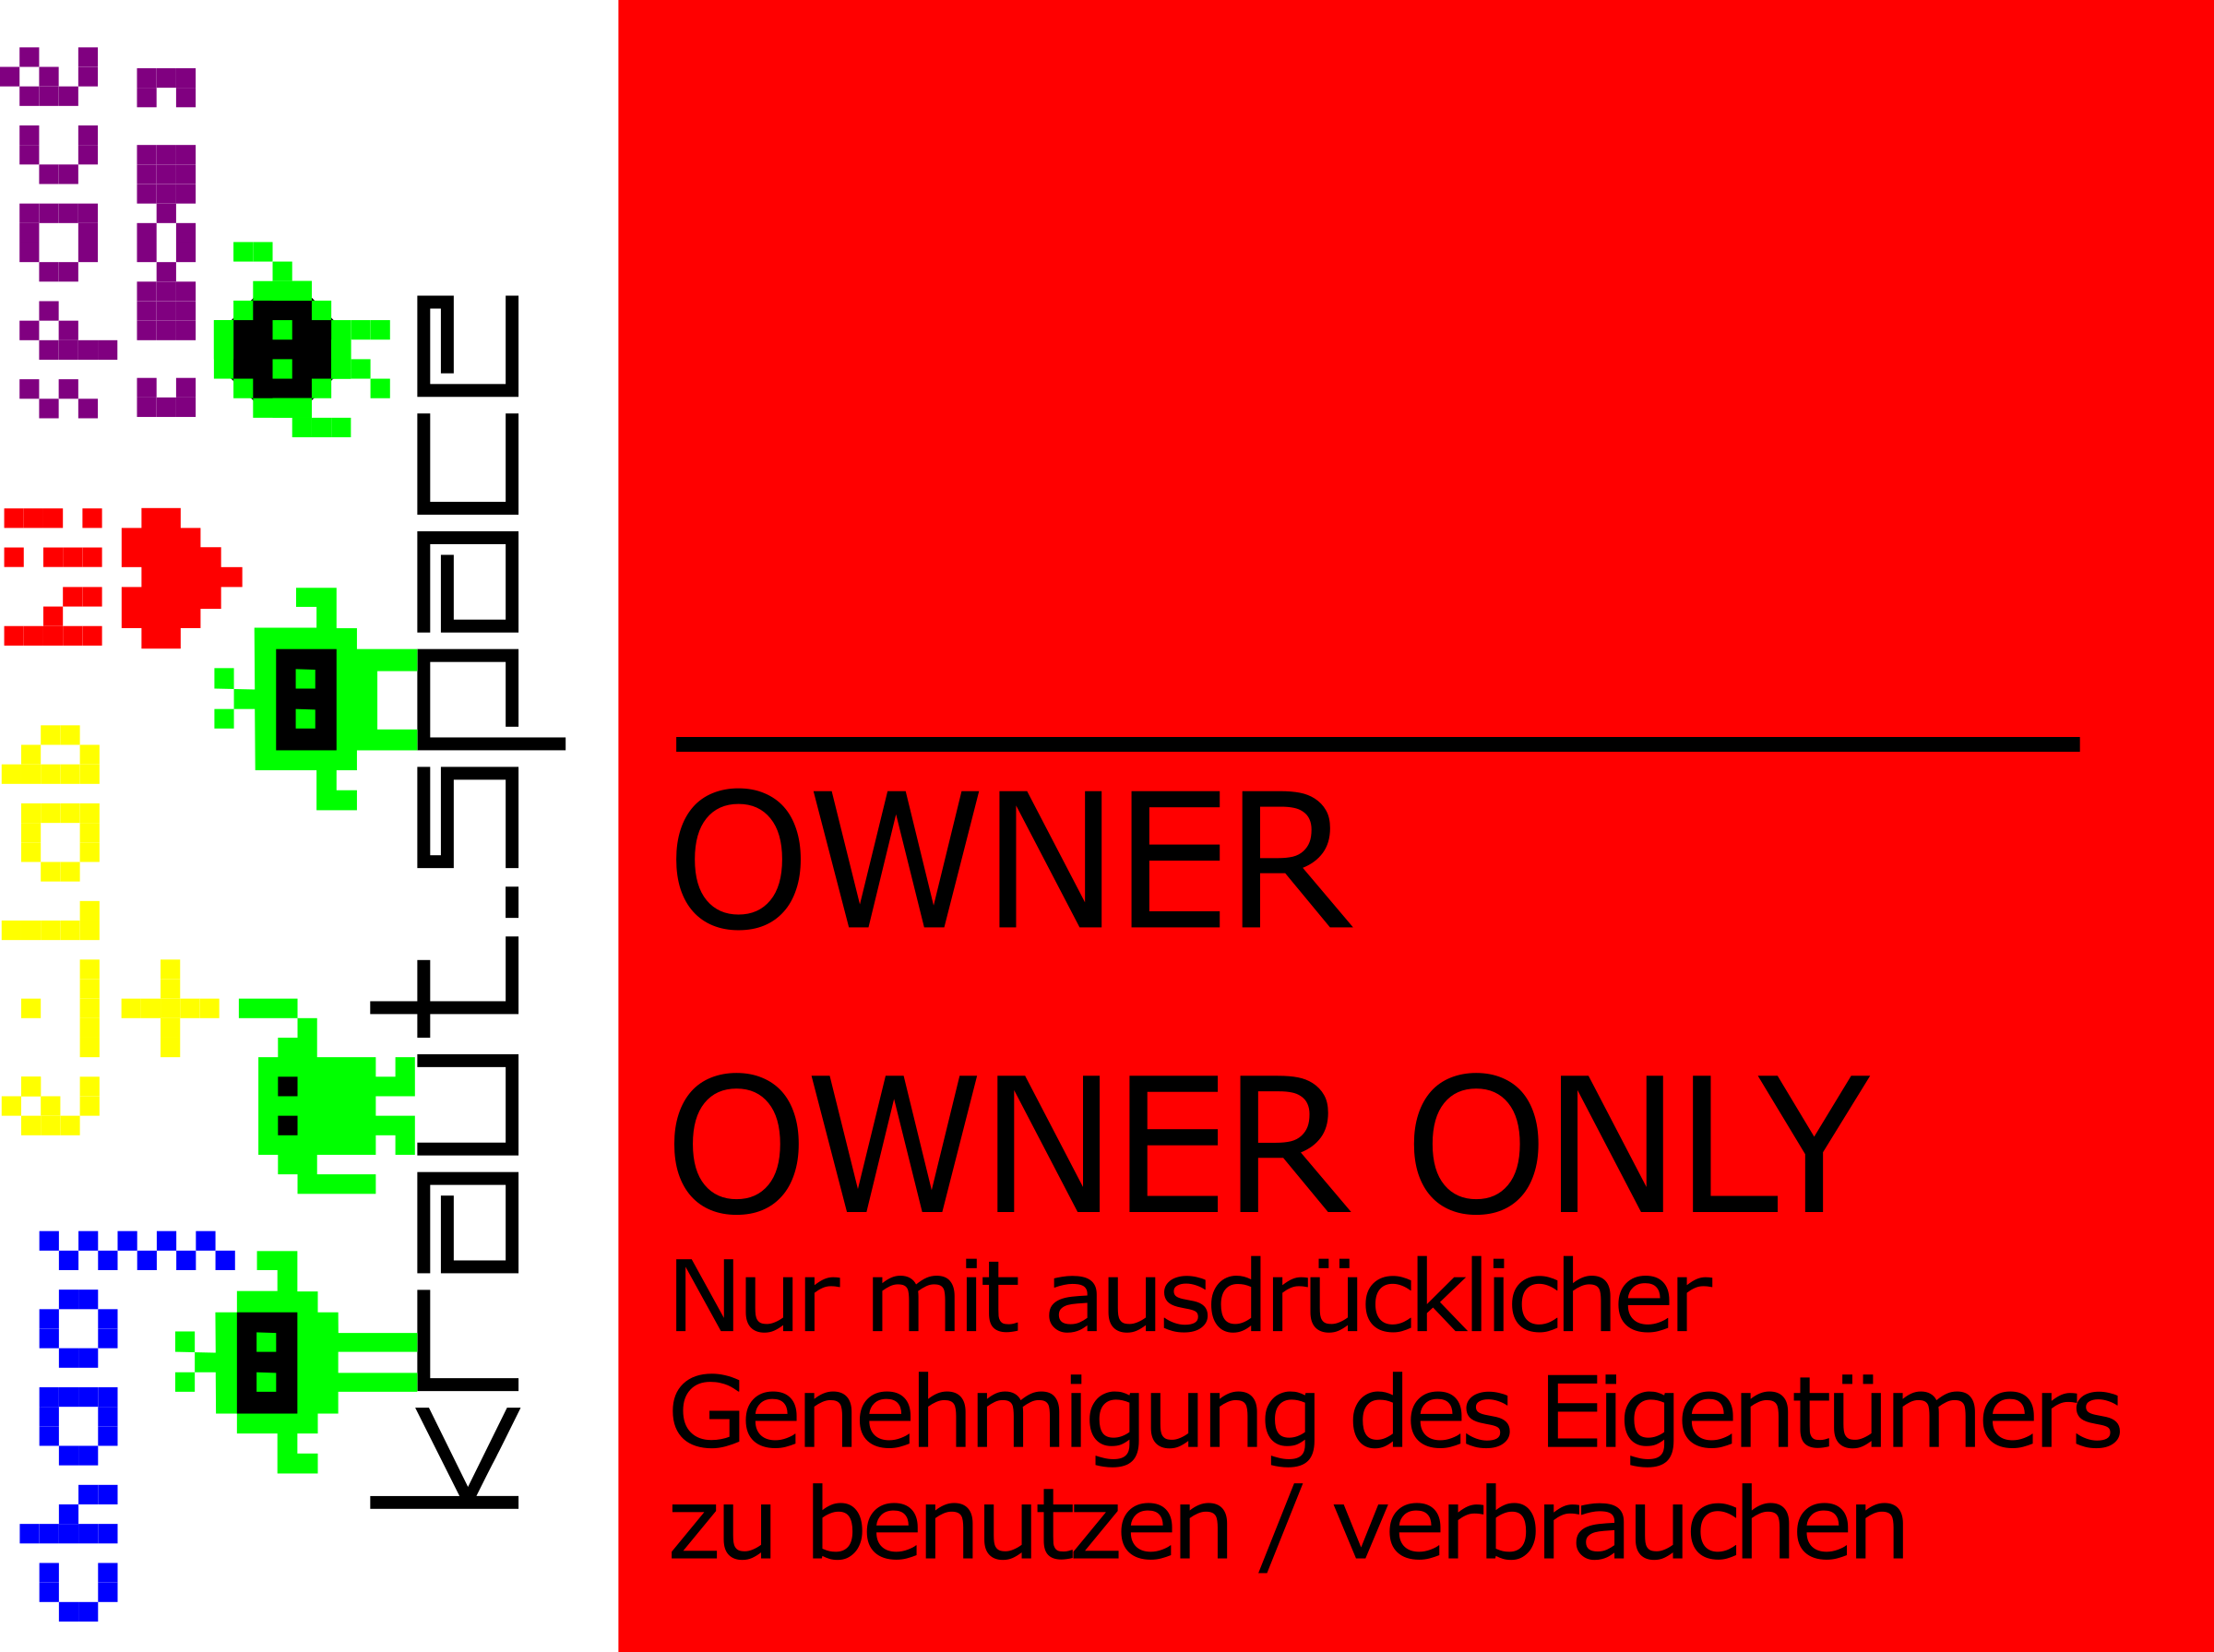 kraut.space
OWNER
OWNER ONLY
Nur mit ausdrücklicher
Genehmigung des Eigentümers
zu benutzen / verbrauchen